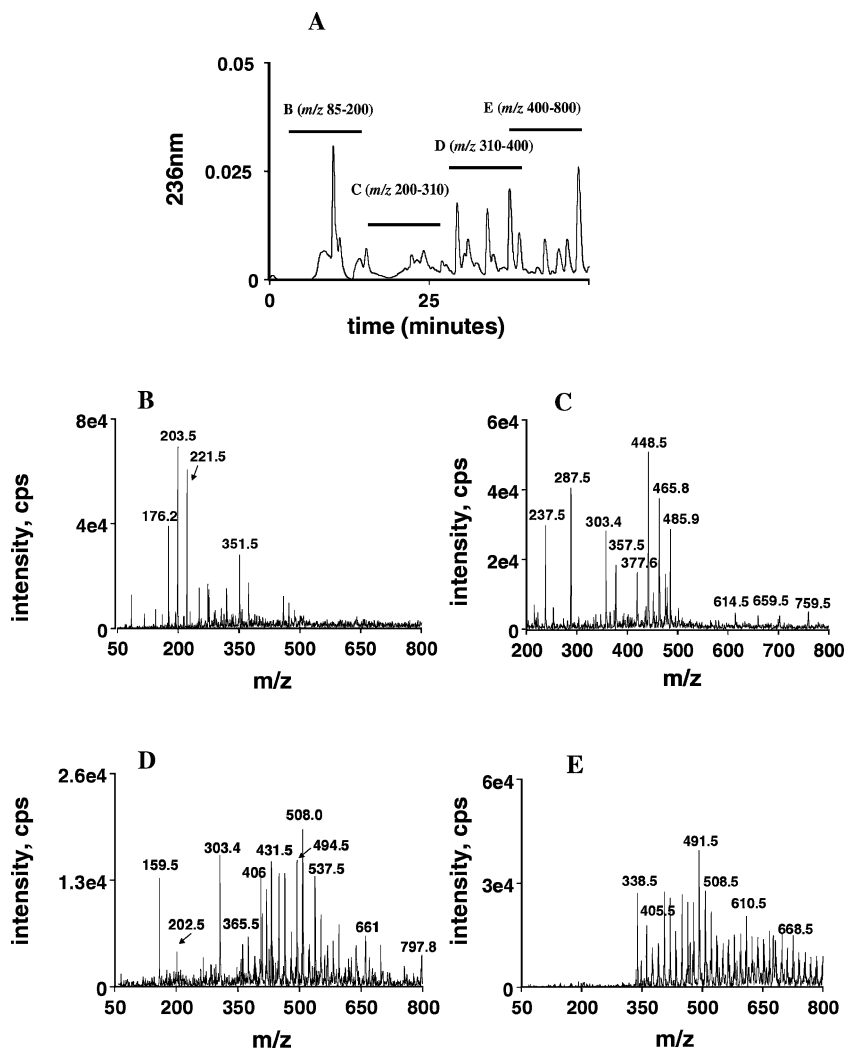 A
0.05
0.025
0
236nm
B (m/z 85-200)
C (m/z 200-310)
D (m/z 310-400)
E (m/z 400-800)
0
25
time (minutes)
B
8e4
4e4
0
intensity, cps
203.5
221.5
176.2
351.5
50
200
350
500
650
800
m/z
C
6e4
4e4
2e4
0
intensity, cps
448.5
287.5
465.8
237.5
303.4
485.9
357.5
377.6
614.5
659.5
759.5
200
300
400
500
600
700
800
m/z
D
2.6e4
1.3e4
0
intensity, cps
508.0
303.4
431.5
494.5
159.5
406
537.5
202.5
365.5
661
797.8
50
200
350
500
650
800
m/z
E
6e4
3e4
0
intensity, cps
491.5
338.5
508.5
405.5
610.5
668.5
50
200
350
500
650
800
m/z